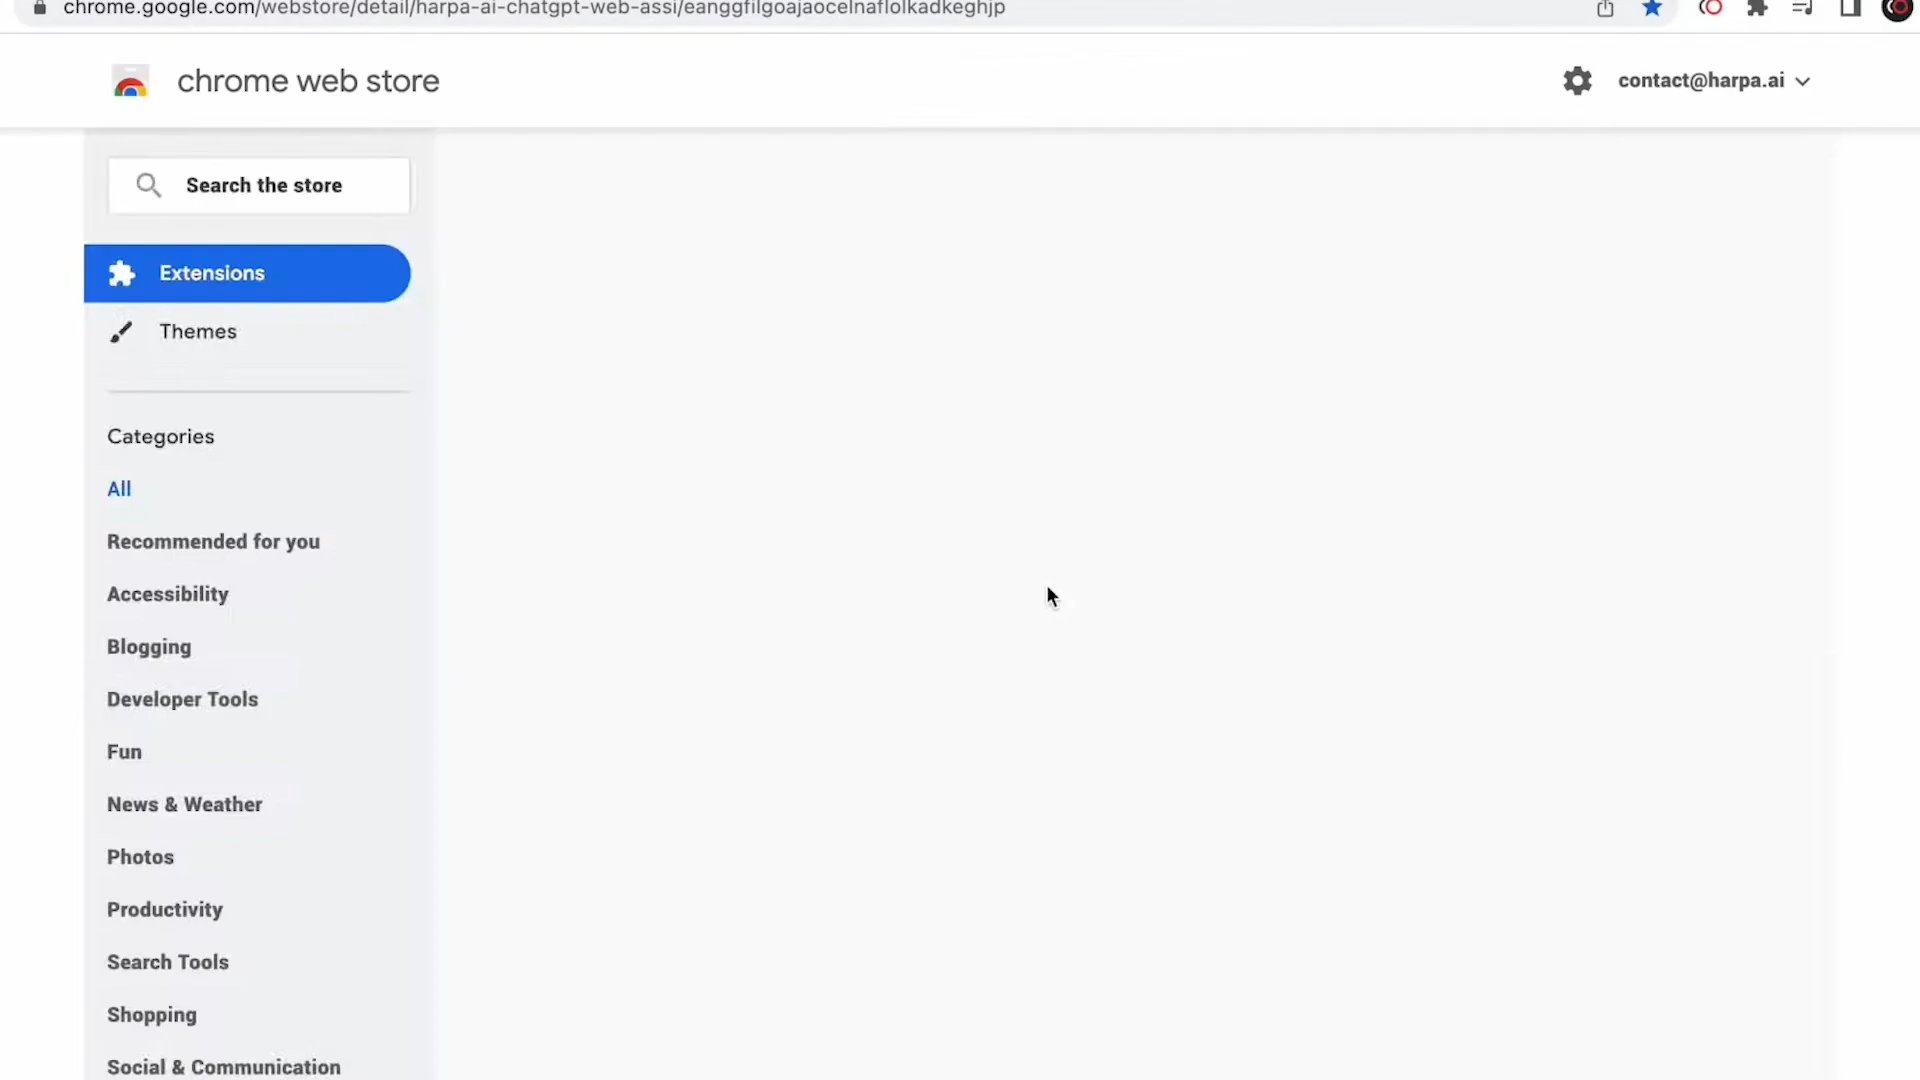 chrome.google.com/webstore/detail/harpa-ai-chatgpt-web-assi/eanggfilgoajaocelnaflolkadkeghjp
chrome web store
contact@harpa.ai
Search the store
Extensions
Themes
Categories
All
Recommended for you
Accessibility
Blogging
Developer Tools
Fun
News & Weather
Photos
Productivity
Search Tools
Shopping
Social & Communication